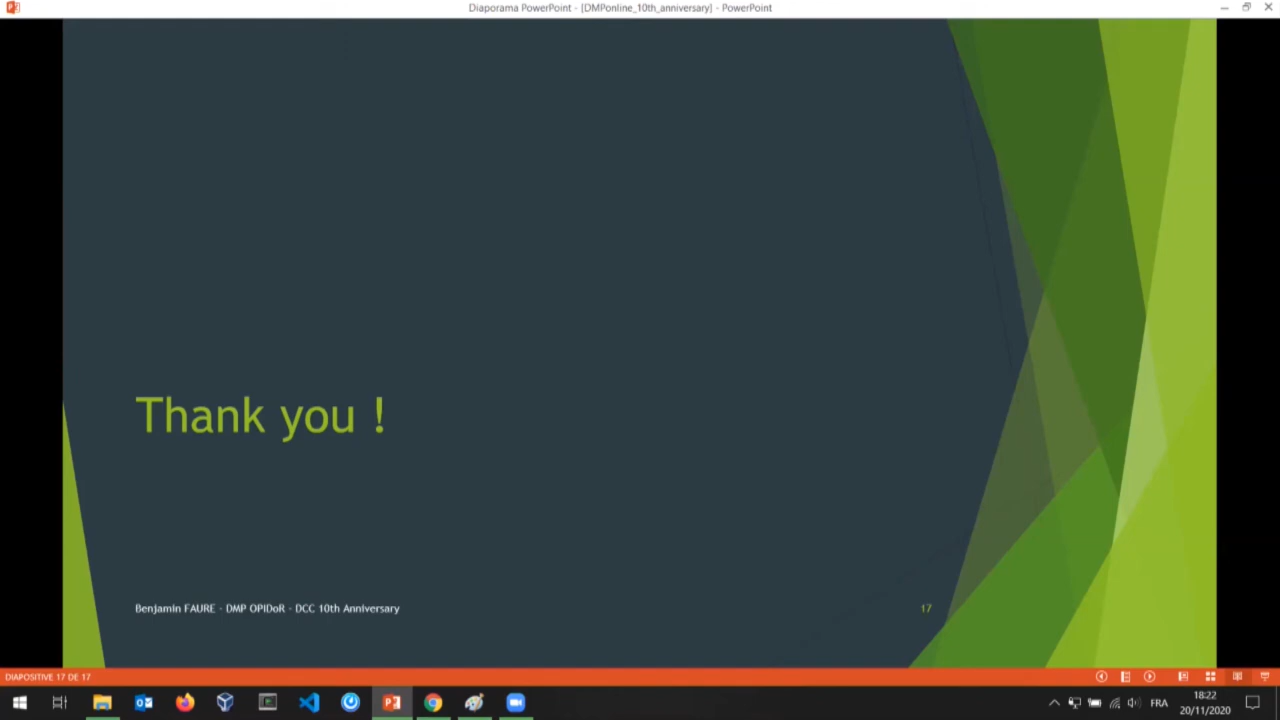 Diaporama PowerPoint - [DMPonline_10th_anniversary] - PowerPoint
Thank you !
Benjamin FAURE - DMP OPIDoR - DCC 10th Anniversary
17
DIAPOSITIVE 17 DE 17
FRA
18:22
20/11/2020